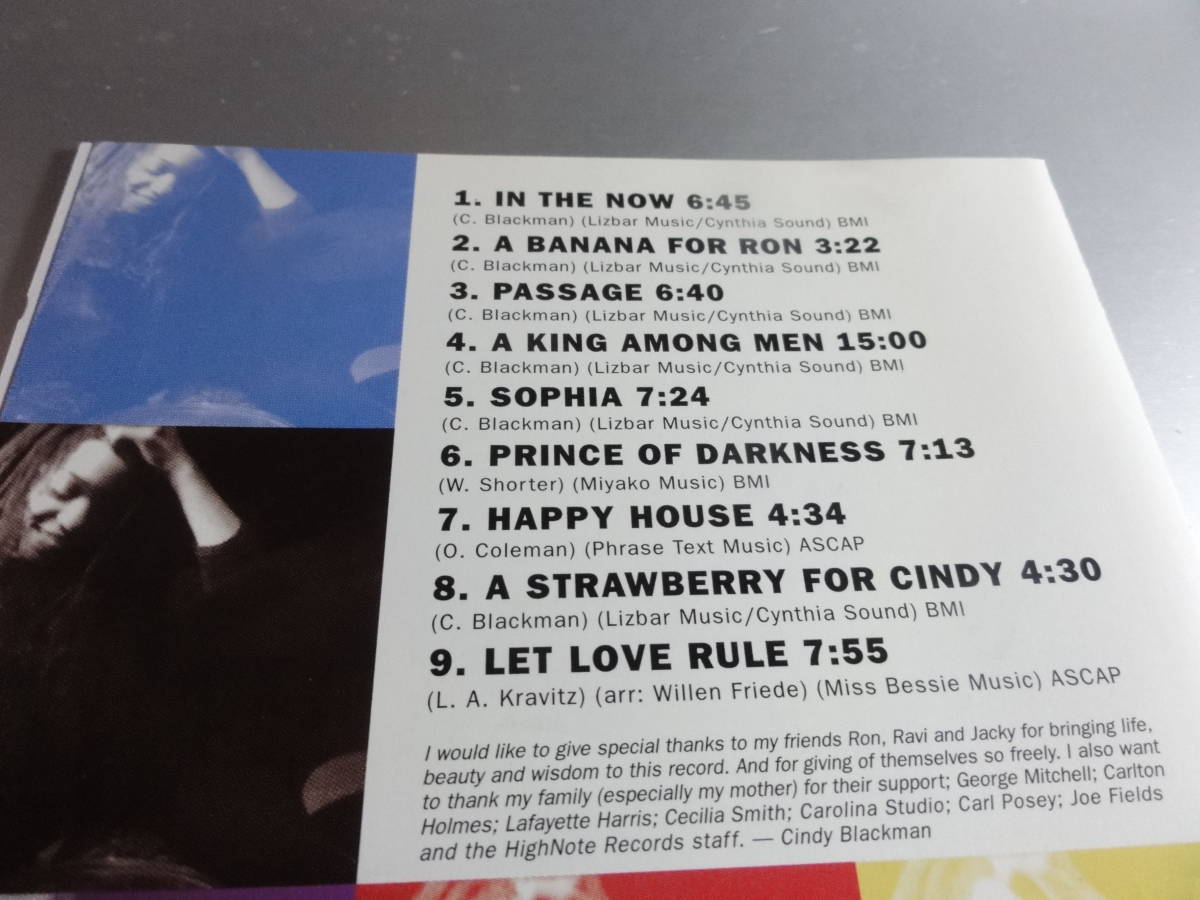 1. IN THE NOW 6:45
(C. Blackman) (Lizbar Music/Cynthia Sound) BMI
2. A BANANA FOR RON 3:22
(C. Blackman) (Lizbar Music/Cynthia Sound) BMI
3. PASSAGE 6:40
(C. Blackman) (Lizbar Music/Cynthia Sound) BMI
4. A KING AMONG MEN 15:00
(C. Blackman) (Lizbar Music/Cynthia Sound) BMI
5. SOPHIA 7:24
(C. Blackman) (Lizbar Music/Cynthia Sound) BMI
6. PRINCE OF DARKNESS 7:13
(W. Shorter) (Miyako Music) BMI
7. HAPPY HOUSE 4:34
(O. Coleman) (Phrase Text Music) ASCAP
8. A STRAWBERRY FOR CINDY 4:30
(C. Blackman) (Lizbar Music/Cynthia Sound) BMI
9. LET LOVE RULE 7:55
(L. A. Kravitz) (arr: Willen Friede) (Miss Bessie Music) ASCAP
I would like to give special thanks to my friends Ron, Ravi and Jacky for bringing life,
beauty and wisdom to this record. And for giving of themselves so freely. I also want
to thank my family (especially my mother) for their support; George Mitchell; Carlton
Holmes; Lafayette Harris; Cecilia Smith; Carolina Studio; Carl Posey; Joe Fields
and the HighNote Records staff. — Cindy Blackman